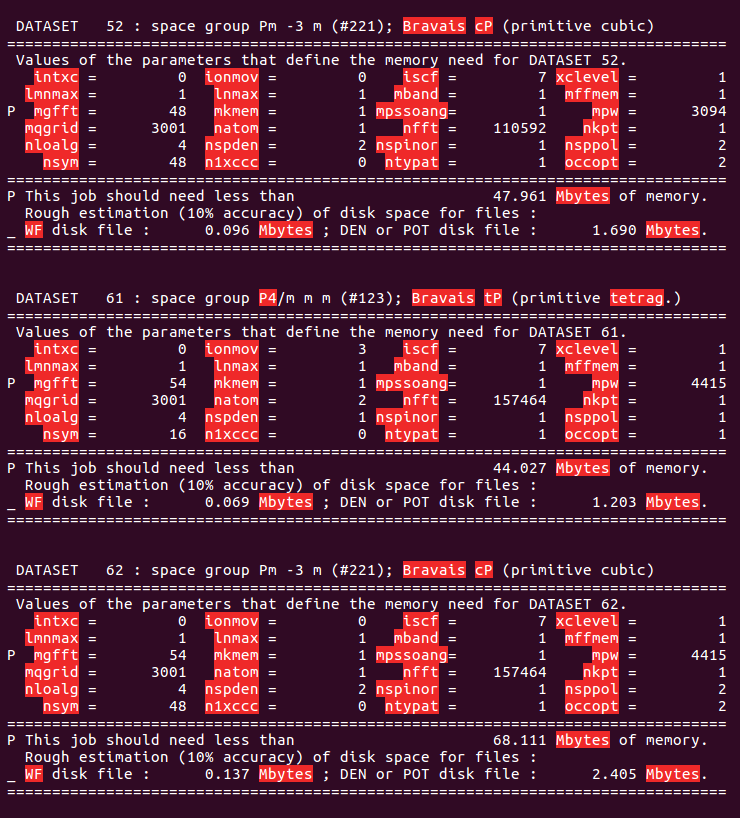 DATASET   52 : space group Pm -3 m (#221); Bravais cP (primitive cubic)
================================================================================
Values of the parameters that define the memory need for DATASET 52.
intxc =         0  ionmov =         0    iscf =         7 xclevel =         1
lmnmax =         1   lnmax =         1   mband =         1  mffmem =         1
P  mgfft =        48   mkmem =         1 mpssoang=         1     mpw =      3094
mqgrid =      3001   natom =         1    nfft =    110592    nkpt =         1
nloalg =         4  nspden =         2 nspinor =         1  nsppol =         2
nsym =        48  n1xccc =         0  ntypat =         1  occopt =         2
================================================================================
P This job should need less than                      47.961 Mbytes of memory.
Rough estimation (10% accuracy) of disk space for files :
_ WF disk file :      0.096 Mbytes ; DEN or POT disk file :      1.690 Mbytes.
================================================================================
DATASET   61 : space group P4/m m m (#123); Bravais tP (primitive tetrag.)
================================================================================
Values of the parameters that define the memory need for DATASET 61.
intxc =         0  ionmov =         3    iscf =         7 xclevel =         1
lmnmax =         1   lnmax =         1   mband =         1  mffmem =         1
P  mgfft =        54   mkmem =         1 mpssoang=         1     mpw =      4415
mqgrid =      3001   natom =         2    nfft =    157464    nkpt =         1
nloalg =         4  nspden =         1 nspinor =         1  nsppol =         1
nsym =        16  n1xccc =         0  ntypat =         1  occopt =         1
================================================================================
P This job should need less than                      44.027 Mbytes of memory.
Rough estimation (10% accuracy) of disk space for files :
_ WF disk file :      0.069 Mbytes ; DEN or POT disk file :      1.203 Mbytes.
================================================================================
DATASET   62 : space group Pm -3 m (#221); Bravais cP (primitive cubic)
================================================================================
Values of the parameters that define the memory need for DATASET 62.
intxc =         0  ionmov =         0    iscf =         7 xclevel =         1
lmnmax =         1   lnmax =         1   mband =         1  mffmem =         1
P  mgfft =        54   mkmem =         1 mpssoang=         1     mpw =      4415
mqgrid =      3001   natom =         1    nfft =    157464    nkpt =         1
nloalg =         4  nspden =         2 nspinor =         1  nsppol =         2
nsym =        48  n1xccc =         0  ntypat =         1  occopt =         2
================================================================================
P This job should need less than                      68.111 Mbytes of memory.
Rough estimation (10% accuracy) of disk space for files :
_ WF disk file :      0.137 Mbytes ; DEN or POT disk file :      2.405 Mbytes.
================================================================================